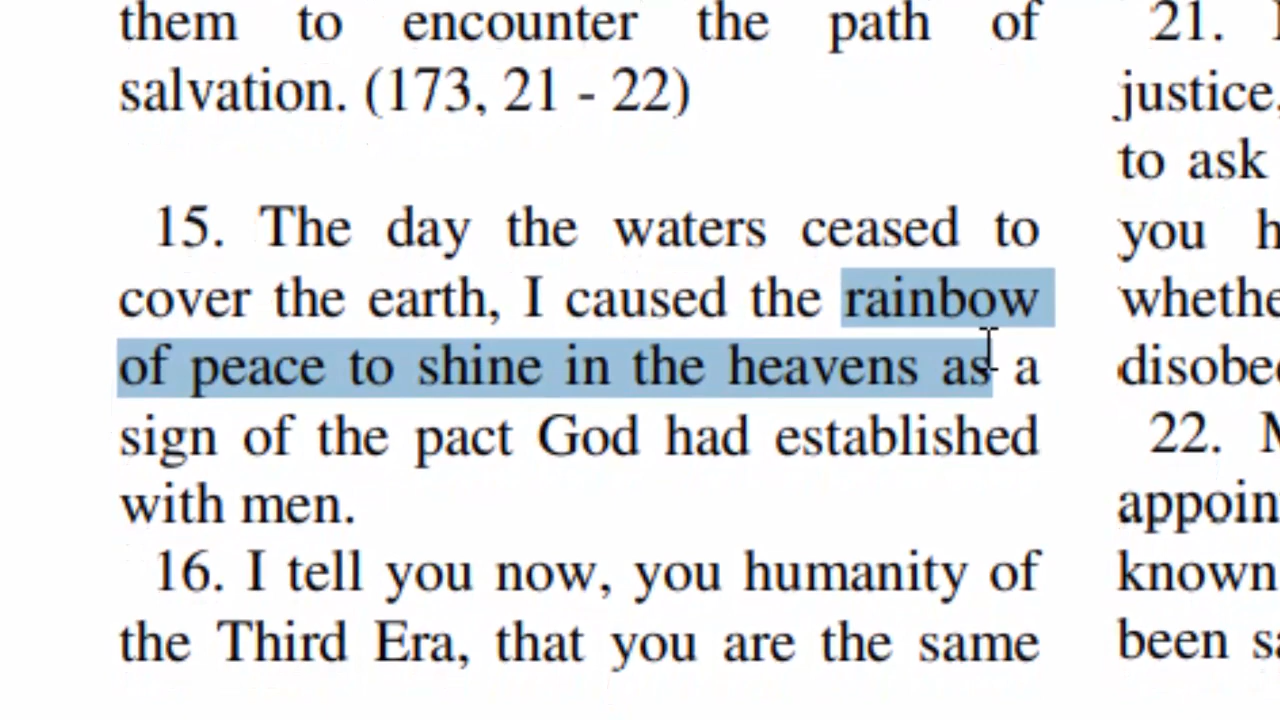 them to encounter the path of
salvation. (173, 21 - 22)
15. The day the waters ceased to
cover the earth, I caused the rainbow
of peace to shine in the heavens as a
sign of the pact God had established
with men.
16. I tell you now, you humanity of
the Third Era, that you are the same
21.
justice,
to ask
you
22.
known
been